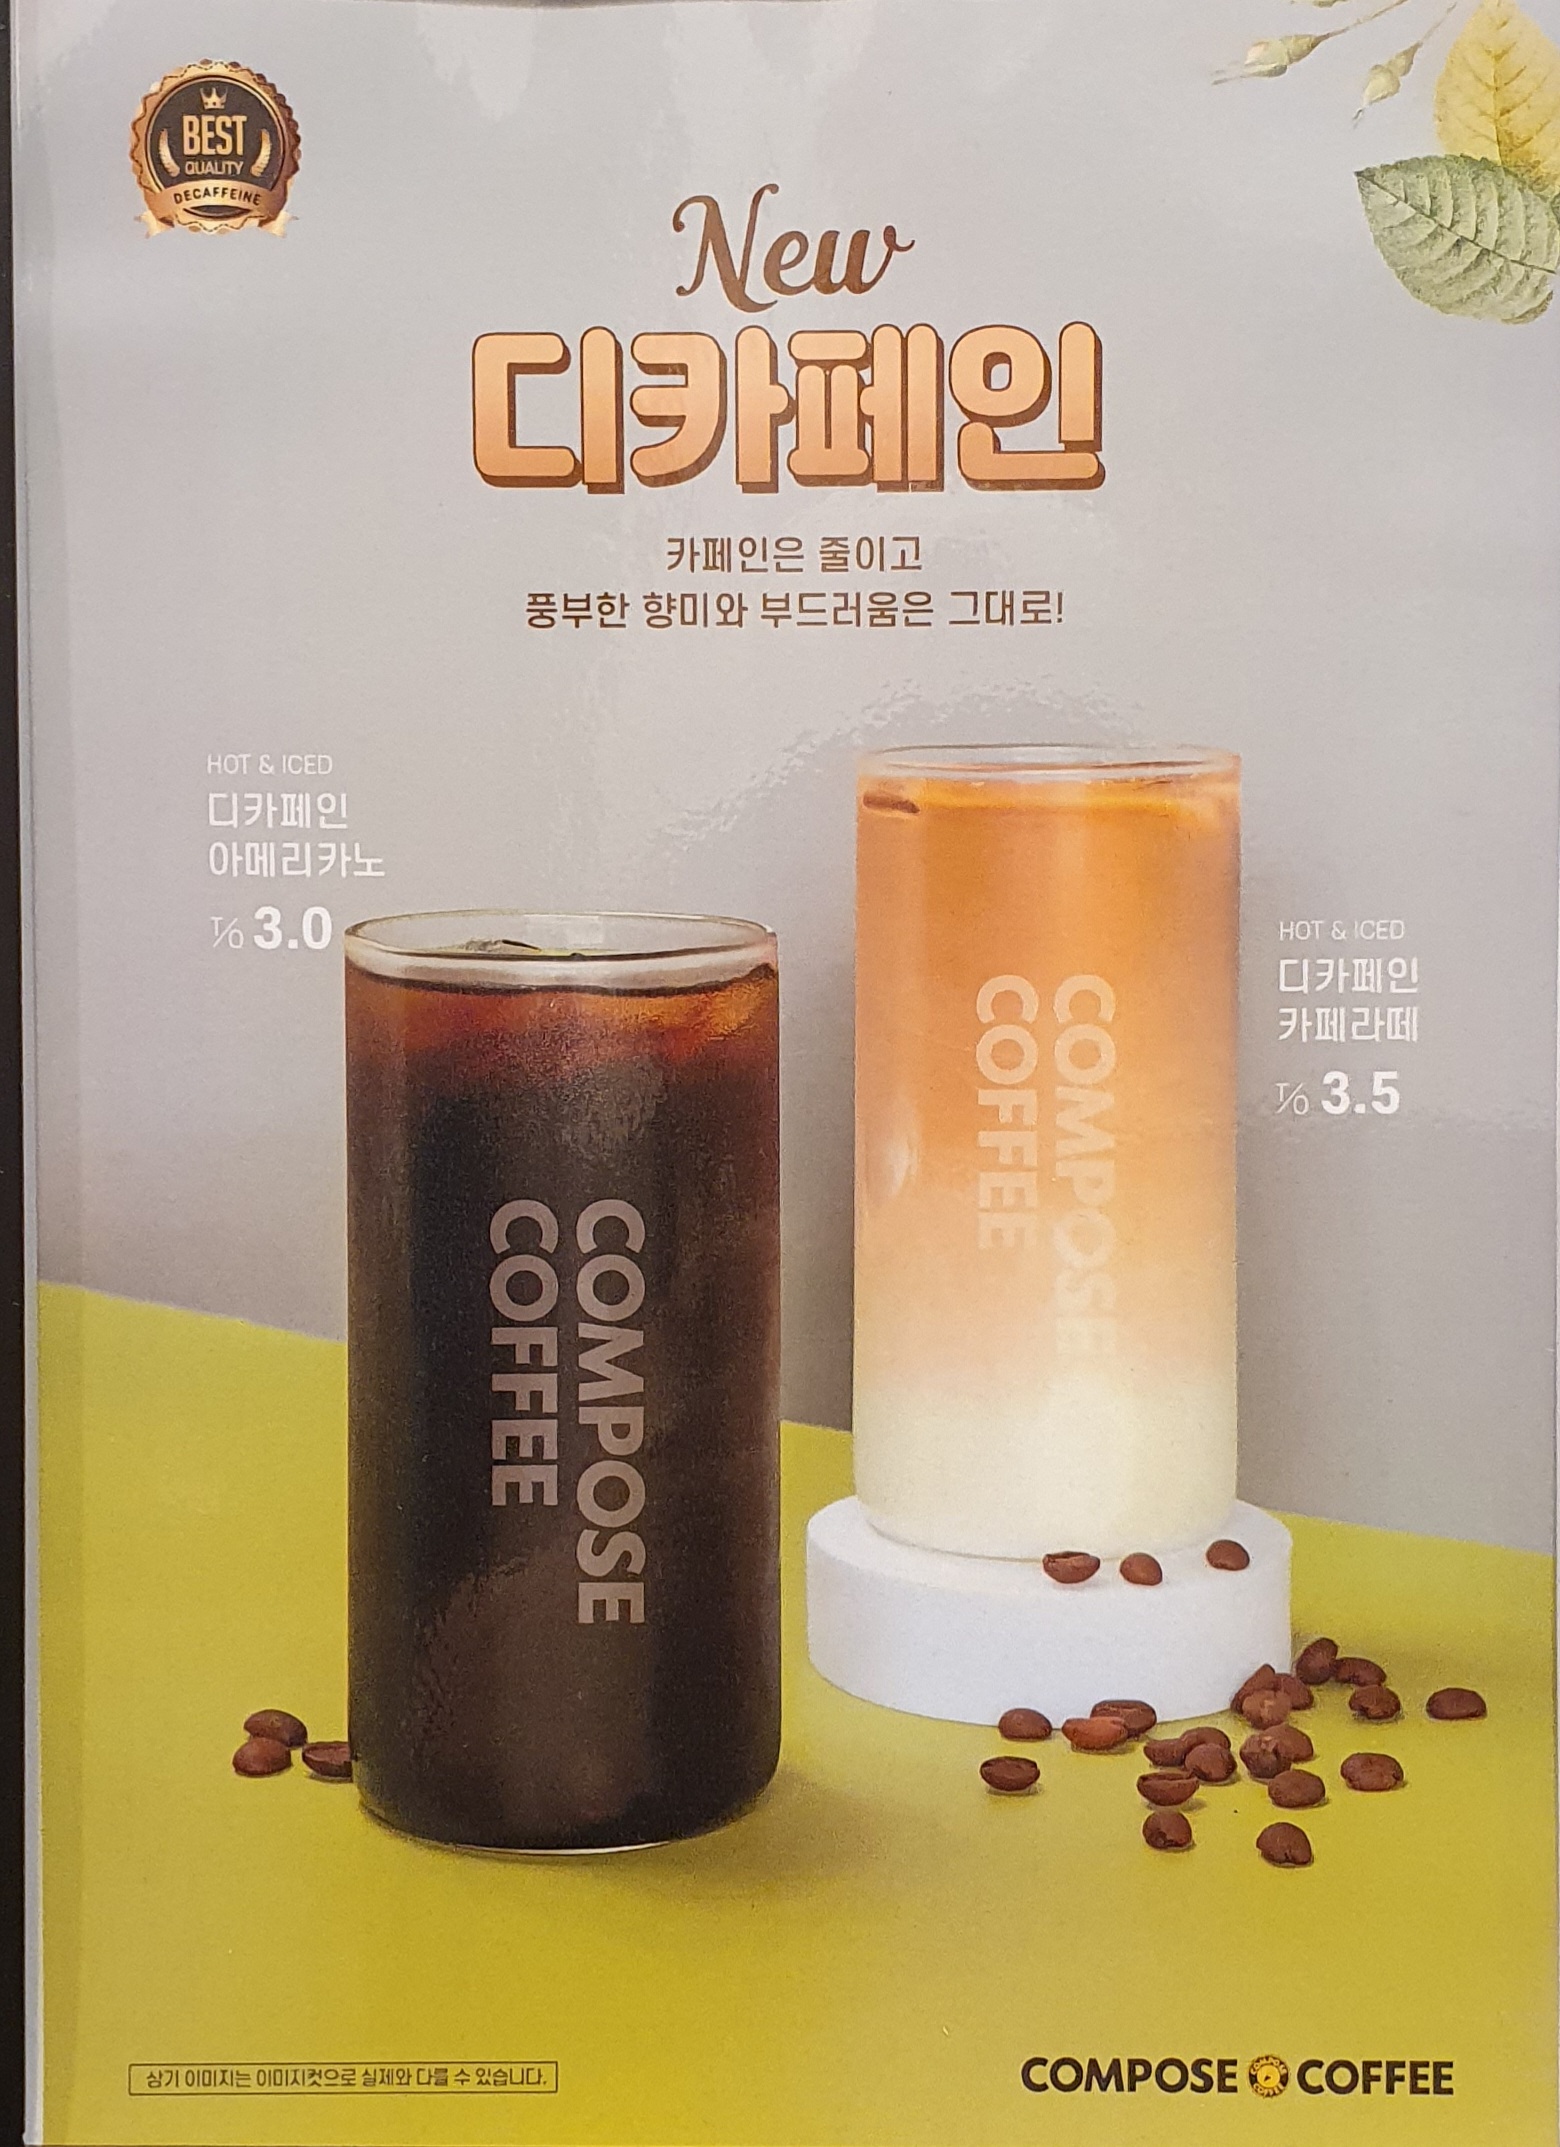 BEST
QUALITY
DECAFFEINE
New
디카페인
카페인은 줄이고
풍부한 향미와 부드러움은 그대로!
HOT & ICED
디카페인
아메리카노
T/O 3.0
HOT & ICED
디카페인
카페라떼
T/O 3.5
COMPOSE
COFFEE
COMPOSE
COFFEE
상기 이미지는 이미지컷으로 실제와 다를 수 있습니다.
COMPOSE COFFEE